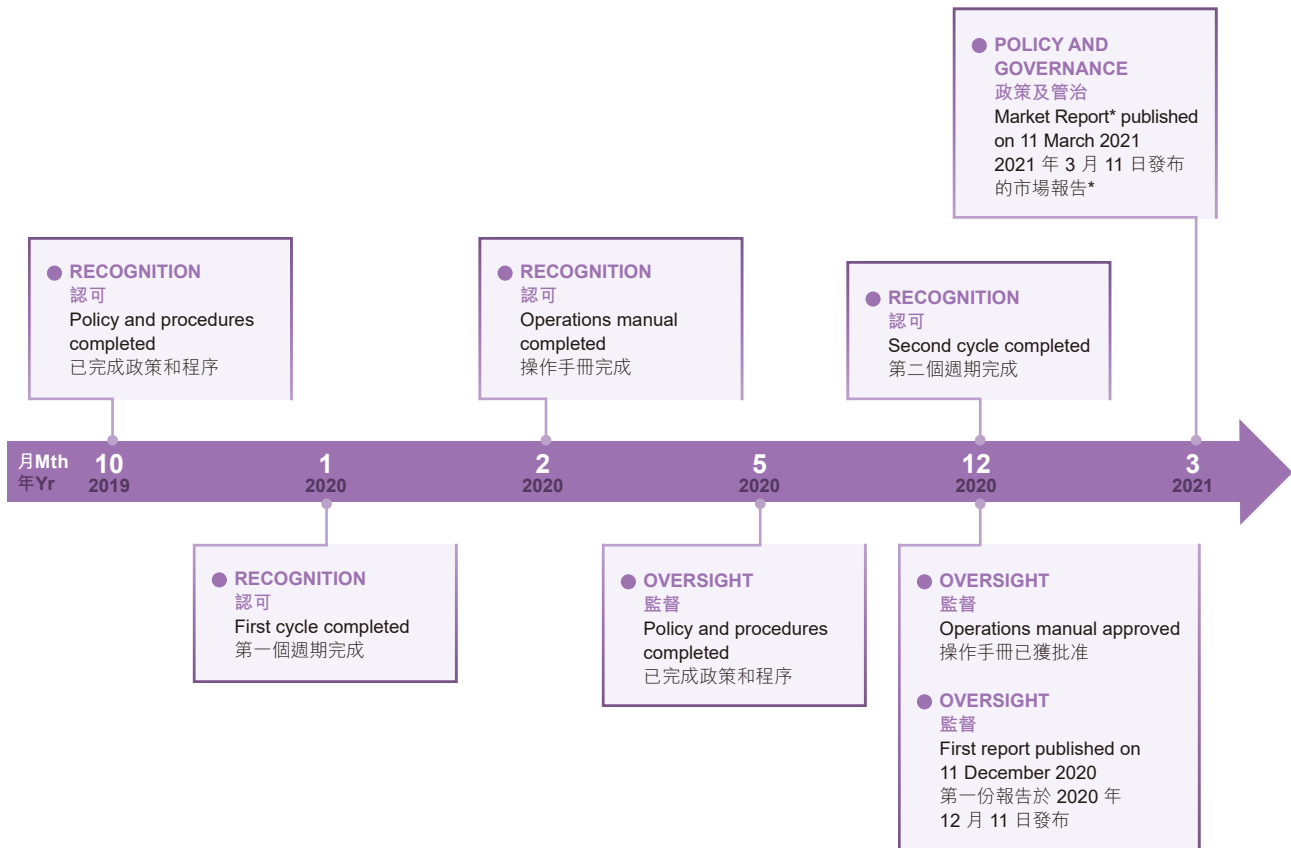 POLICY AND
GOVERNANCE
政策及管治
Market Report* published
on 11 March 2021
2021 年 3 月 11 日發布
的市場報告*
RECOGNITION
認可
Policy and procedures
completed
已完成政策和程序
RECOGNITION
認可
Operations manual
completed
操作手冊完成
RECOGNITION
認可
Second cycle completed
第二個週期完成
月Mth 10 1 2 5 12 3
年Yr 2019 2020 2020 2020 2020 2021
RECOGNITION
認可
First cycle completed
第一個週期完成
OVERSIGHT
監督
Policy and procedures
completed
已完成政策和程序
OVERSIGHT
監督
Operations manual approved
操作手冊已獲批准
OVERSIGHT
監督
First report published on
11 December 2020
第一份報告於 2020 年
12 月 11 日發布